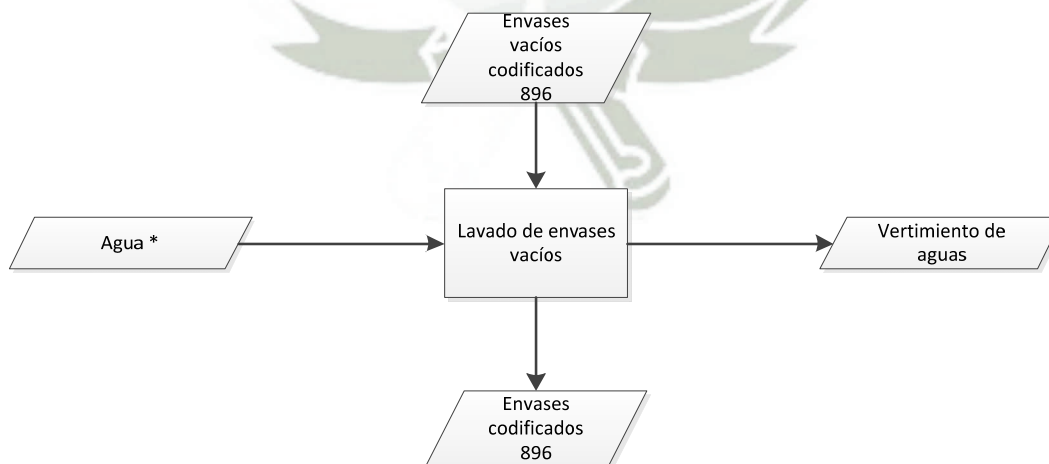 Envases
vacíos
codificados
896
Agua *
Lavado de envases
vacíos
Vertimiento de
aguas
Envases
codificados
896